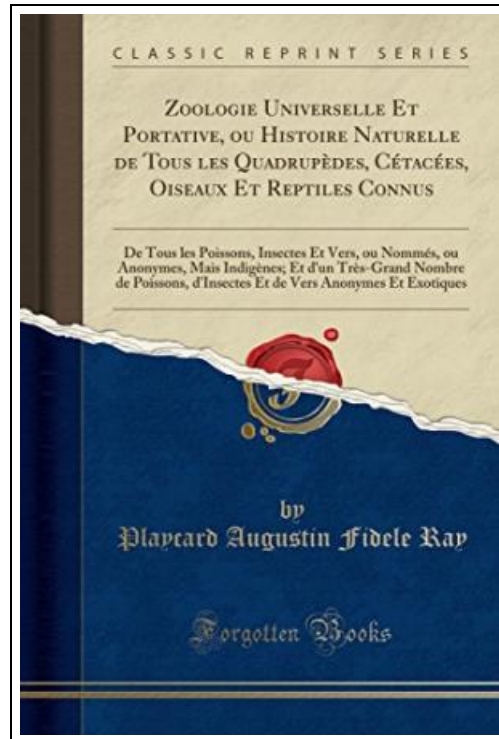 CLASSIC REPRINT SERIES
ZOOLOGIE UNIVERSELLE ET
PORTATIVE, OU HISTOIRE NATURELLE
DE TOUS LES QUADRUPÈDES, CÉTACÉES,
OISEAUX ET REPTILES CONNUS
De Tous les Poissons, Insectes Et Vers, ou Nommés, ou
Anonymes, Mais Indigènes; Et d'un Très-Grand Nombre
de Poissons, d'Insectes Et de Vers Anonymes Et Exotiques
by
Playcard Augustin Fidele Ray
Forgotten Books